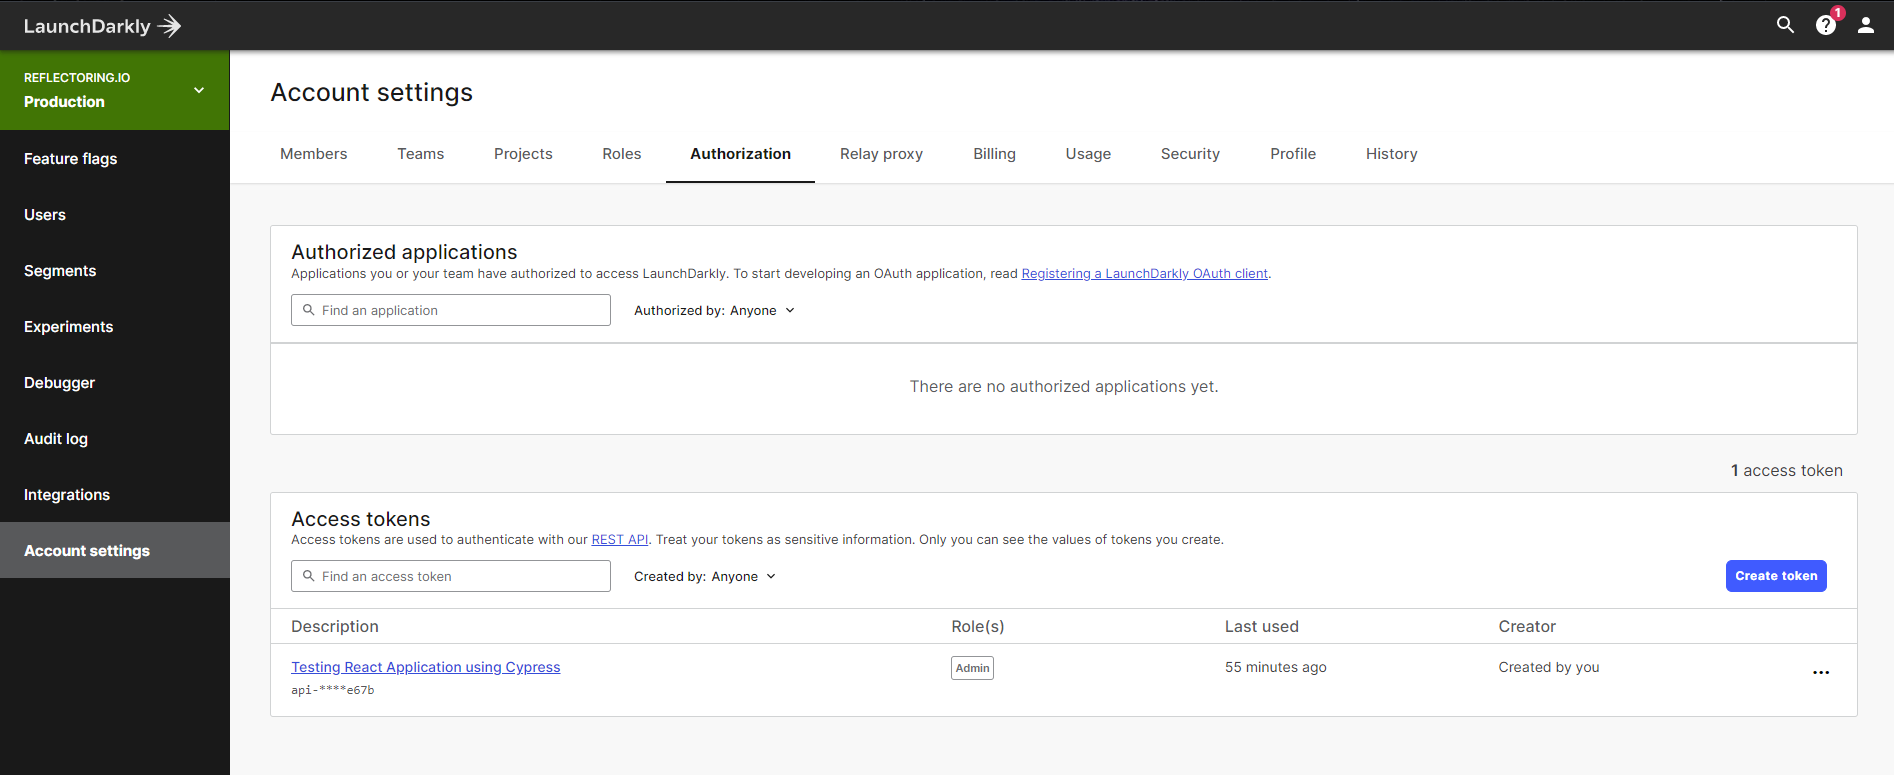 LaunchDarkly
1
REFLECTORING.IO
Production
Feature flags
Users
Segments
Experiments
Debugger
Audit log
Integrations
Account settings
Account settings
Members Teams Projects Roles Authorization Relay proxy Billing Usage Security Profile History
Authorized applications
Applications you or your team have authorized to access LaunchDarkly. To start developing an OAuth application, read Registering a LaunchDarkly OAuth client.
Find an application Authorized by: Anyone
There are no authorized applications yet.
1 access token
Access tokens
Access tokens are used to authenticate with our REST API. Treat your tokens as sensitive information. Only you can see the values of tokens you create.
Find an access token Created by: Anyone Create token
Description Role(s) Last used Creator
Testing React Application using Cypress Admin 55 minutes ago Created by you
api-****e67b